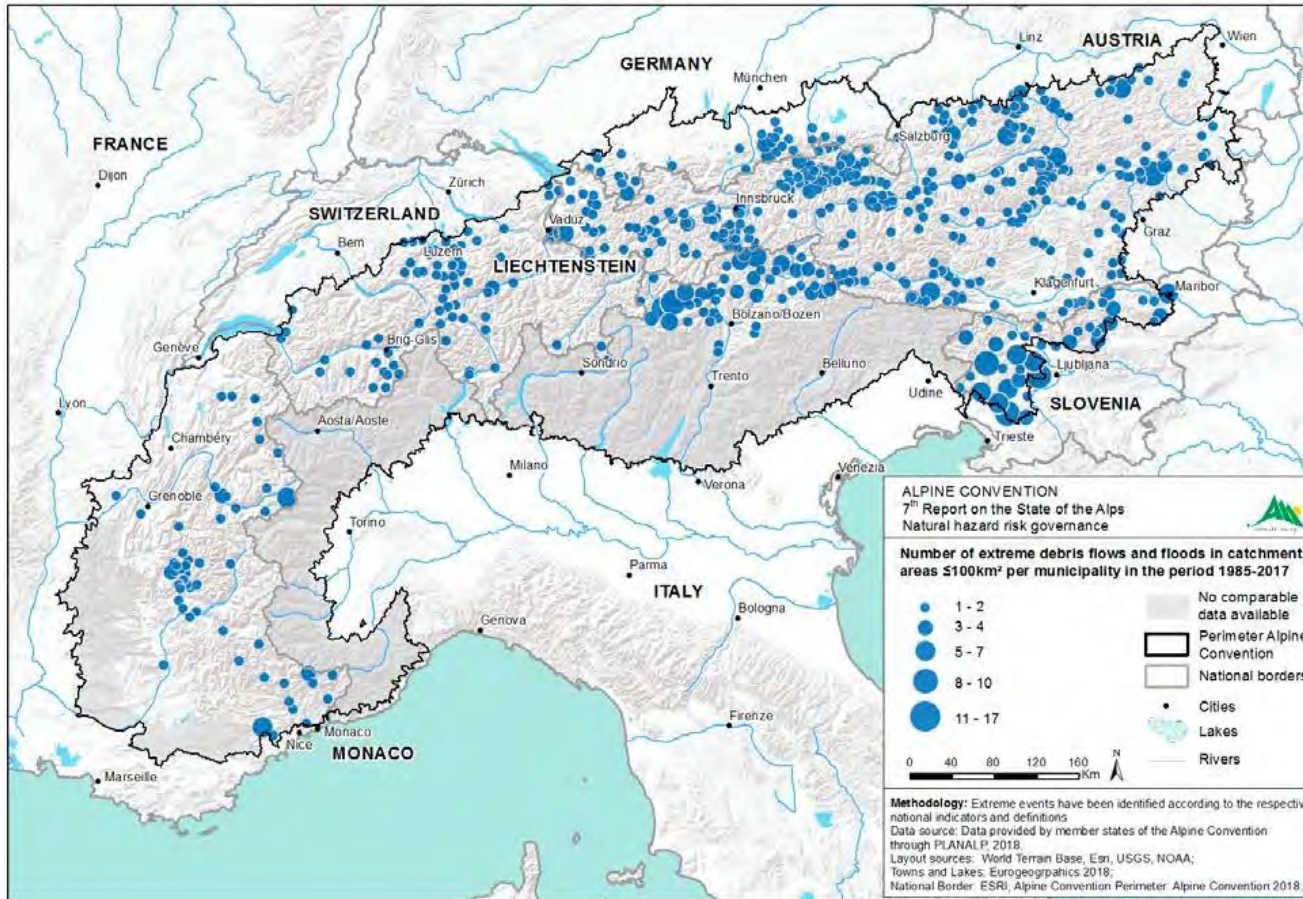 Linz
AUSTRIA
Wien
GERMANY
München
FRANCE
Salzburg
Dijon
Zürich
Innsbruck
SWITZERLAND
Vaduz
Bern
Luzern
Graz
LIECHTENSTEIN
Klagenfurt
Maribor
Bolzano/Bozen
Brig-Glis
Genève
Sondrio
Trento
Belluno
Ljubljana
Udine
SLOVENIA
Lyon
Aosta/Aoste
Chambéry
Trieste
Milano
Venezia
Verona
Grenoble
Torino
Parma
ITALY
Bologna
Genova
Firenze
Monaco
Nice
MONACO
Marseille
ALPINE CONVENTION
7th Report on the State of the Alps
Natural hazard risk governance
Number of extreme debris flows and floods in catchment
areas ≤100km² per municipality in the period 1985-2017
1 - 2
3 - 4
5 - 7
8 - 10
11 - 17
No comparable
data available
Perimeter Alpine
Convention
National borders
Cities
Lakes
Rivers
N
0 40 80 160
Km
Methodology: Extreme events have been identified according to the respectiv
national indicators and definitions
Data source: Data provided by member states of the Alpine Convention
through PLANALP, 2018.
Layout sources: World Terrain Base, Esri, USGS, NOAA;
Towns and Lakes: Eurogeogrpahics 2018;
National Border: ESRI, Alpine Convention Perimeter: Alpine Convention 2018.